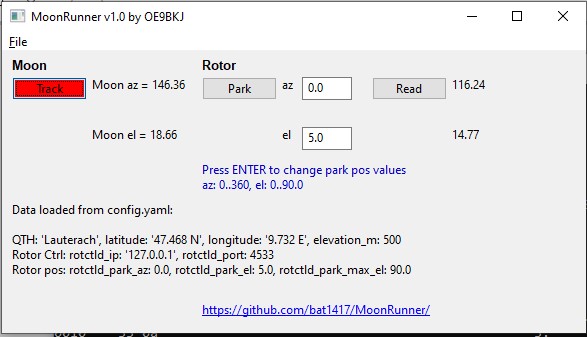 MoonRunner v1.0 by OE9BKJ
File
Moon Rotor
Track Moon az = 146.36 Park az 0.0 Read 116.24
Moon el = 18.66 el 5.0 14.77
Press ENTER to change park pos values
az: 0..360, el: 0..90.0
Data loaded from config.yaml:
QTH: 'Lauterach', latitude: '47.468 N', longitude: '9.732 E', elevation_m: 500
Rotor Ctrl: rotctld_ip: '127.0.0.1', rotctld_port: 4533
Rotor pos: rotctld_park_az: 0.0, rotctld_park_el: 5.0, rotctld_park_max_el: 90.0
https://github.com/bat1417/MoonRunner/